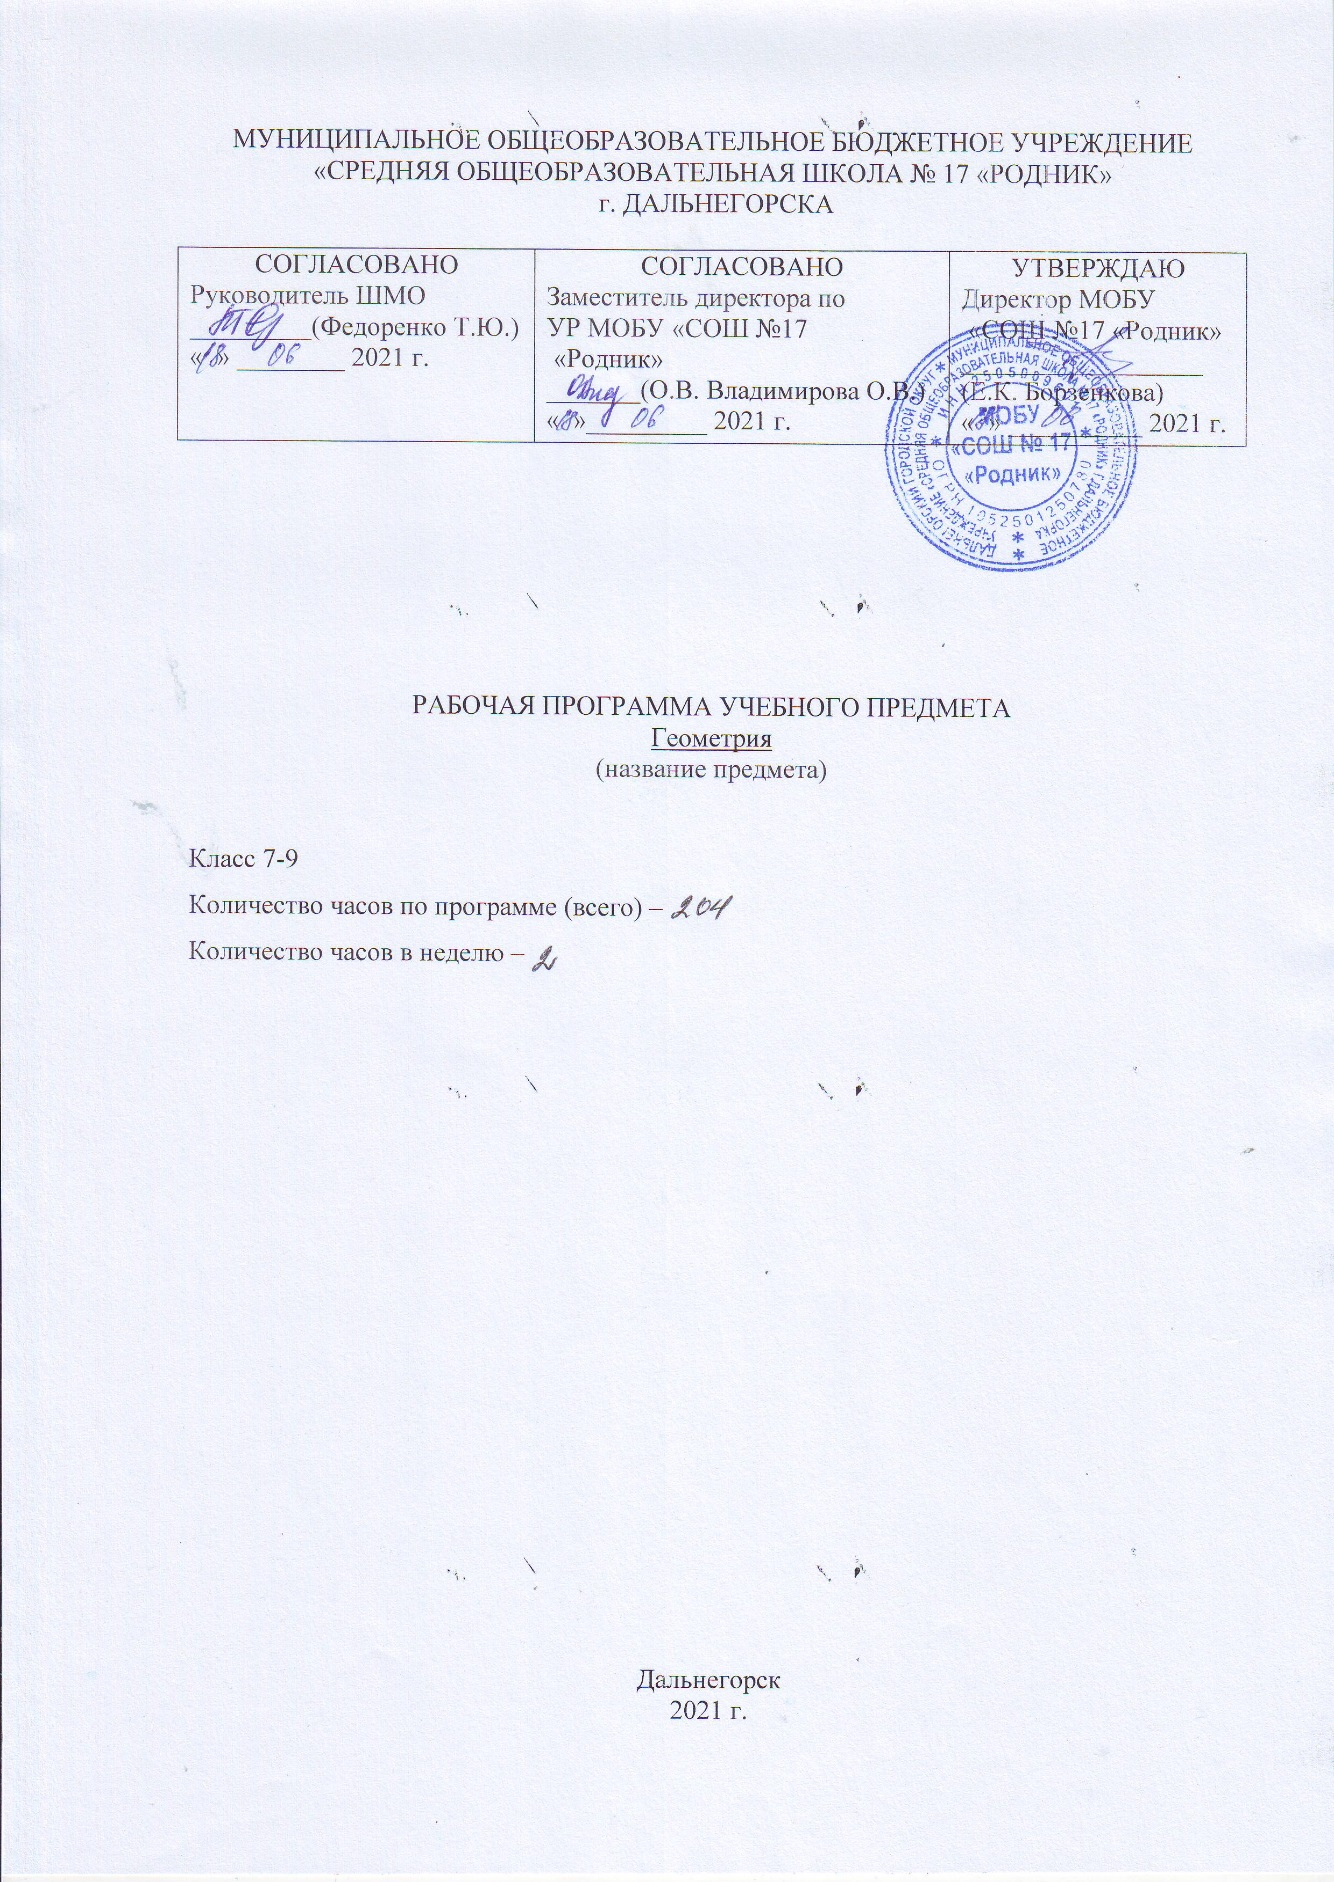 МУНИЦИПАЛЬНОЕ ОБЩЕОБРАЗОВАТЕЛЬНОЕ БЮДЖЕТНОЕ УЧРЕЖДЕНИЕ
«СРЕДНЯЯ ОБЩЕОБРАЗОВАТЕЛЬНАЯ ШКОЛА № 17 «РОДНИК»
г. ДАЛЬНЕГОРСКА
СОГЛАСОВАНО
Руководитель ШМО
_________(Федоренко Т.Ю.)
«18» 06 2021 г.
СОГЛАСОВАНО
Заместитель директора по
УР МОБУ «СОШ №17
«Родник»
_______(О.В. Владимирова О.В.
«18» 06 2021 г.
УТВЕРЖДАЮ
Директор МОБУ
«СОШ №17 «Родник»
(Е.К. Борзенкова)
2021 г.
МОБУ
«СОШ № 17
«Родник»
РАБОЧАЯ ПРОГРАММА УЧЕБНОГО ПРЕДМЕТА
Геометрия
(название предмета)
Класс 7-9
Количество часов по программе (всего) – 204
Количество часов в неделю – 2
Дальнегорск
2021 г.